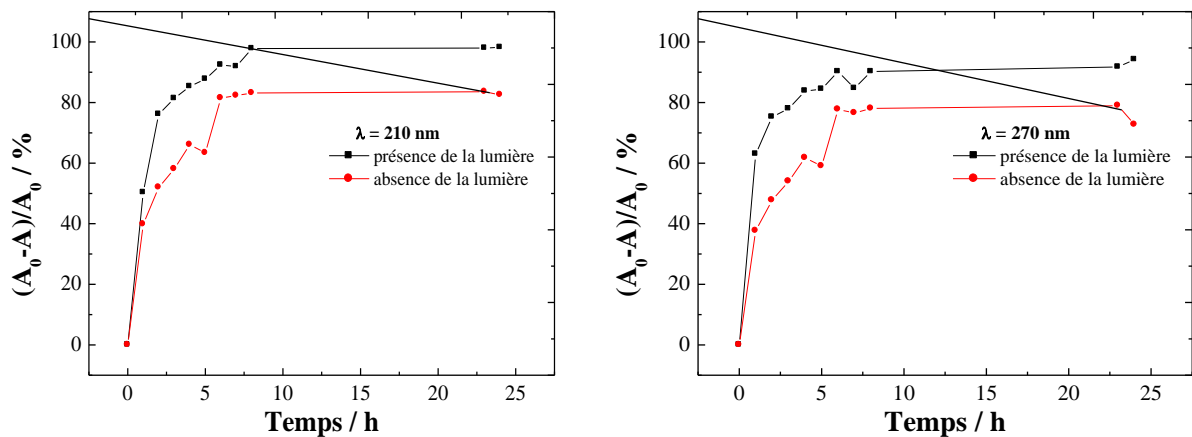 (A₀-A)/A₀ / %
100
80
60
40
20
0
λ = 210 nm
présence de la lumière
absence de la lumière
0 5 10 15 20 25
Temps / h
(A₀-A)/A₀ / %
100
80
60
40
20
0
λ = 270 nm
présence de la lumière
absence de la lumière
0 5 10 15 20 25
Temps / h